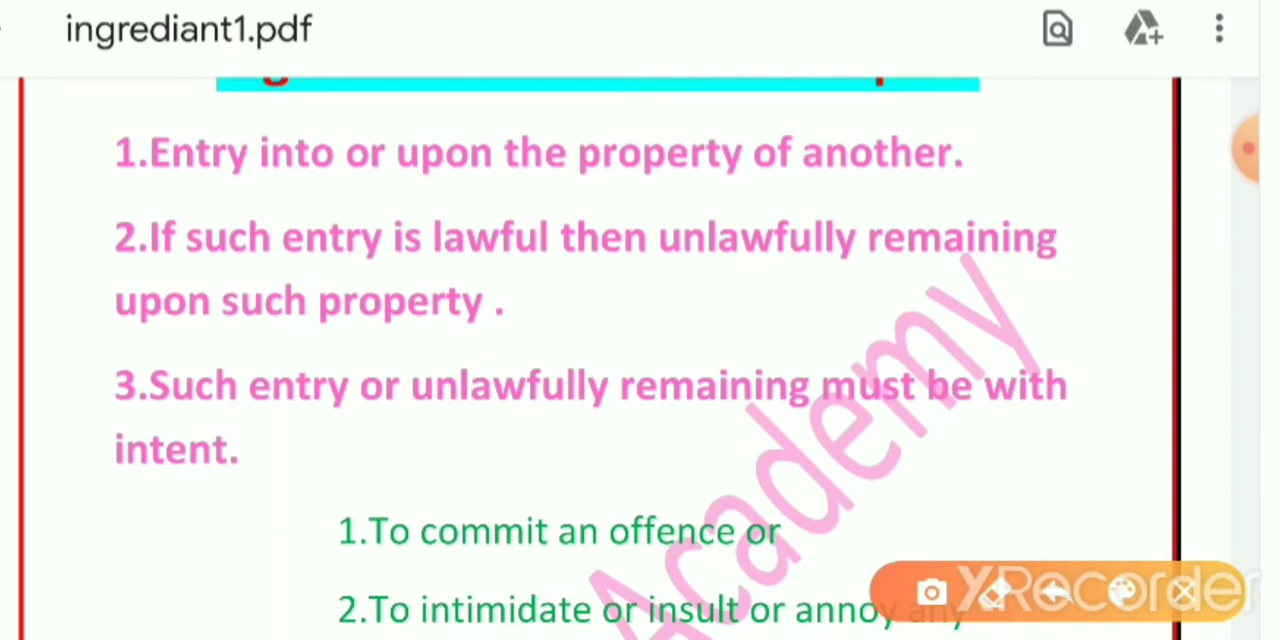 ingrediant1.pdf
1.Entry into or upon the property of another.
2.If such entry is lawful then unlawfully remaining
upon such property .
3.Such entry or unlawfully remaining must be with
intent.
1.To commit an offence or
2.To intimidate or insult or annoy any
Academy
XRecorder